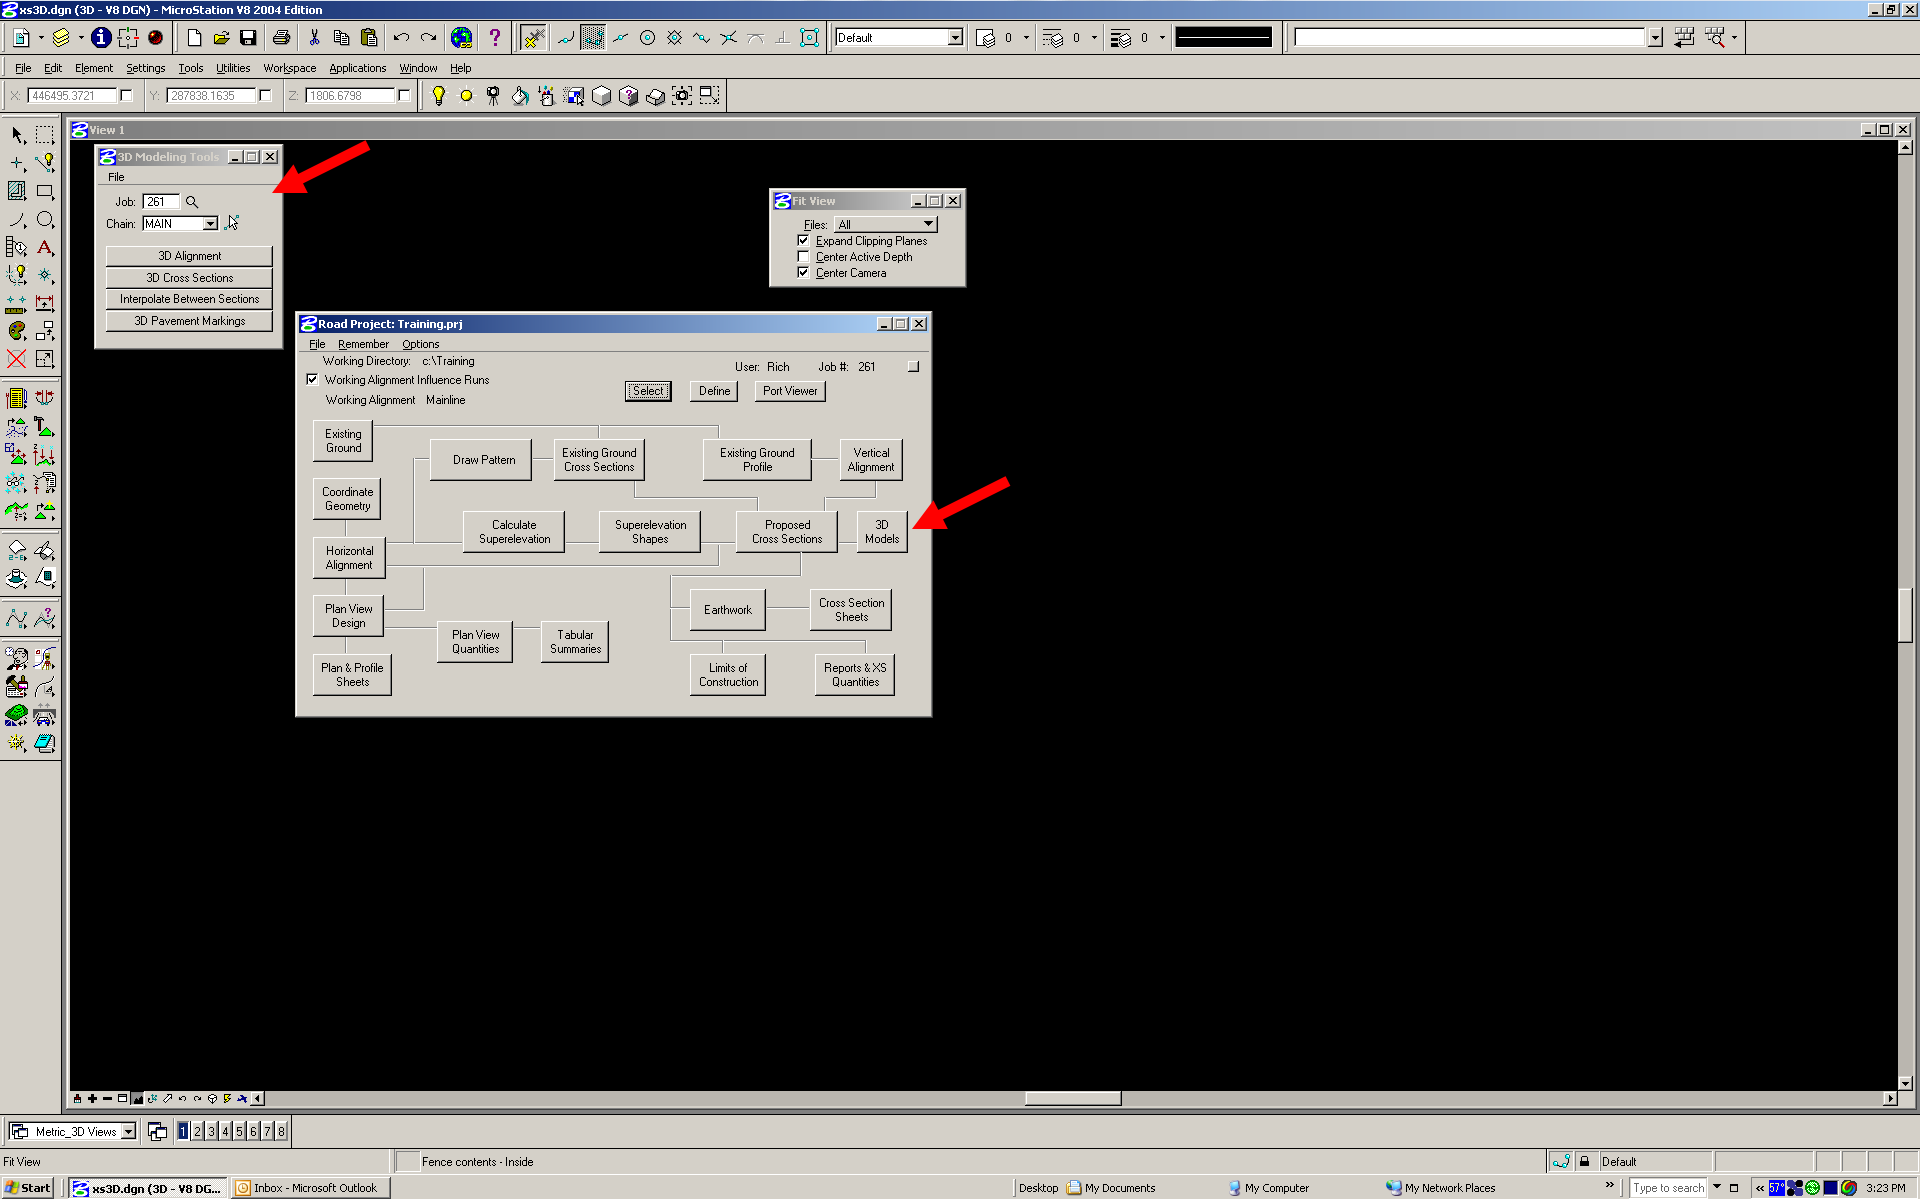 xs3D.dgn (3D - V8 DGN) - MicroStation V8 2004 Edition
Default
0
0
0
File Edit Element Settings Tools Utilities Workspace Applications Window Help
X: 446495.3721 Y: 287838.1635 Z: 1806.6798
View 1
3D Modeling Tools
File
Job: 261
Chain: MAIN
3D Alignment
3D Cross Sections
Interpolate Between Sections
3D Pavement Markings
Fit View
Files: All
Expand Clipping Planes
Center Active Depth
Center Camera
Road Project: Training.prj
File Remember Options
Working Directory: c:\Training
User: Rich Job #: 261
Working Alignment Influence Runs
Select Define Port Viewer
Working Alignment Mainline
Existing
Ground
Draw Pattern
Existing Ground
Cross Sections
Existing Ground
Profile
Vertical
Alignment
Coordinate
Geometry
Calculate
Superelevation
Superelevation
Shapes
Proposed
Cross Sections
3D
Models
Horizontal
Alignment
Plan View
Design
Earthwork
Cross Section
Sheets
Plan View
Quantities
Tabular
Summaries
Plan & Profile
Sheets
Limits of
Construction
Reports & XS
Quantities
Metric_3D Views 1 2 3 4 5 6 7 8
Fit View
Fence contents - Inside
Default
Start xs3D.dgn (3D - V8 DG... Inbox - Microsoft Outlook Desktop My Documents My Computer My Network Places » Type to search « 57° 3:23 PM